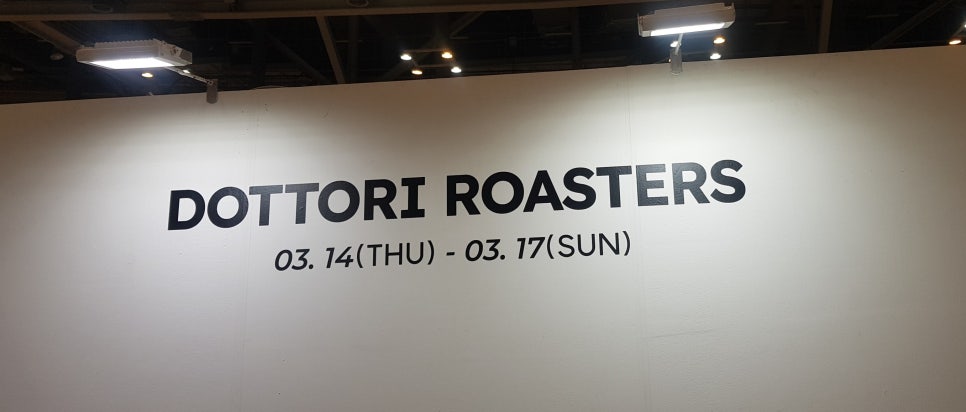 DOTTORI ROASTERS
03. 14(THU) - 03. 17(SUN)